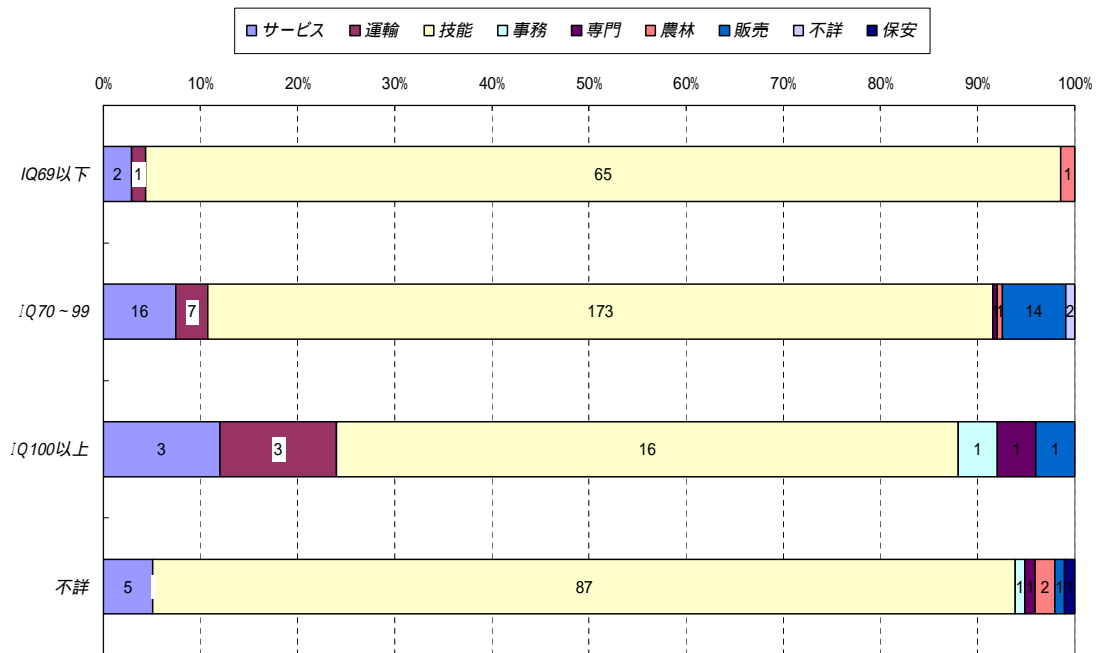 サービス 運輸 技能 事務 専門 農林 販売 不詳 保安
0% 10% 20% 30% 40% 50% 60% 70% 80% 90% 100%
IQ69以下 2 1 65 1
IQ70~99 16 7 173 1 1 14 2
IQ100以上 3 3 16 1 1 1
不詳 5 87 1 1 2 1 1